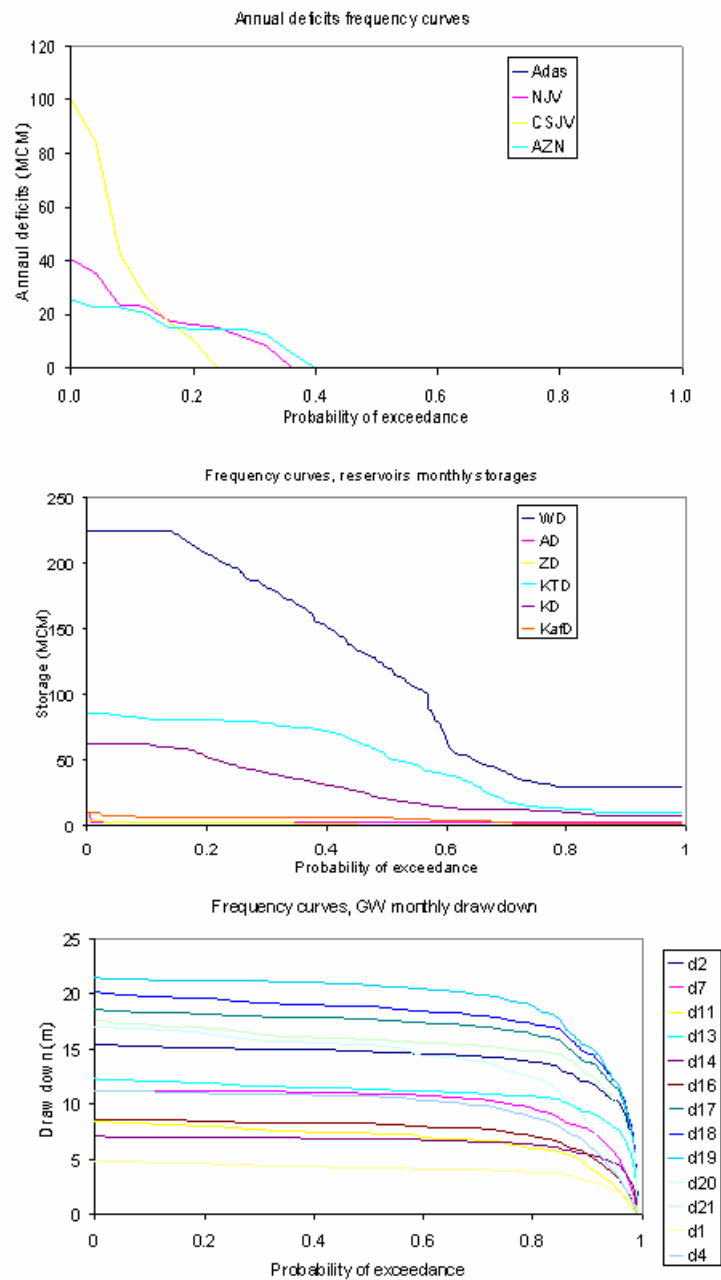 Annual deficits frequency curves
Annaul deficits (MCM)
120
100
80
60
40
20
0
0.0 0.2 0.4 0.6 0.8 1.0
Probability of exceedance
Adas
NJV
CSJV
AZN
Frequency curves, reservoirs monthly storages
Storage (MCM)
250
200
150
100
50
0
0 0.2 0.4 0.6 0.8 1
Probability of exceedance
WD
AD
ZD
KTD
KD
KafD
Frequency curves, GW monthly draw down
Draw down (m)
25
20
15
10
5
0
0 0.2 0.4 0.6 0.8 1
Probability of exceedance
d2
d7
d11
d13
d14
d16
d17
d18
d19
d20
d21
d1
d4